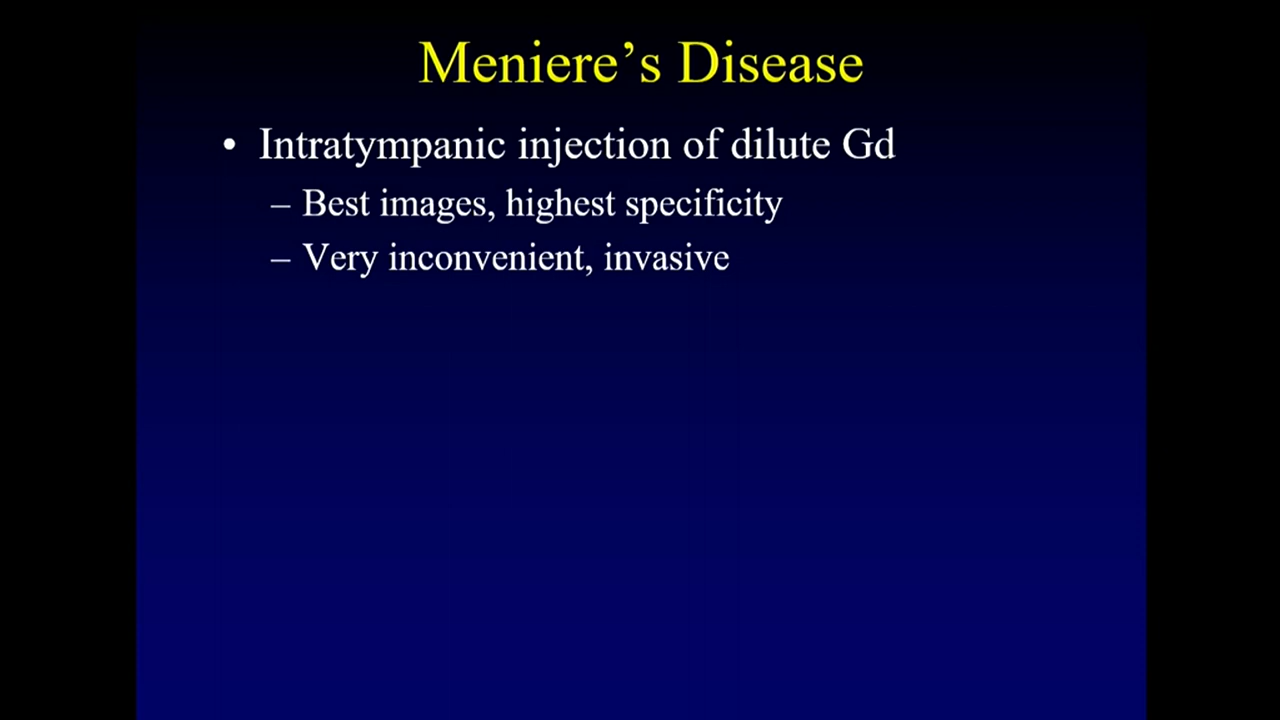 Meniere’s Disease
• Intratympanic injection of dilute Gd
– Best images, highest specificity
– Very inconvenient, invasive